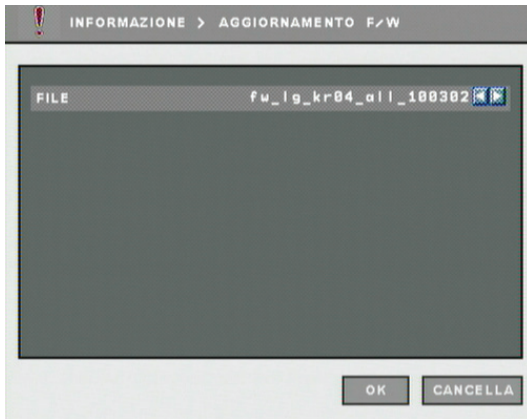 INFORMAZIONE > AGGIORNAMENTO F/W
FILE fw_lg_kr04_all_100302
OK CANCELLA